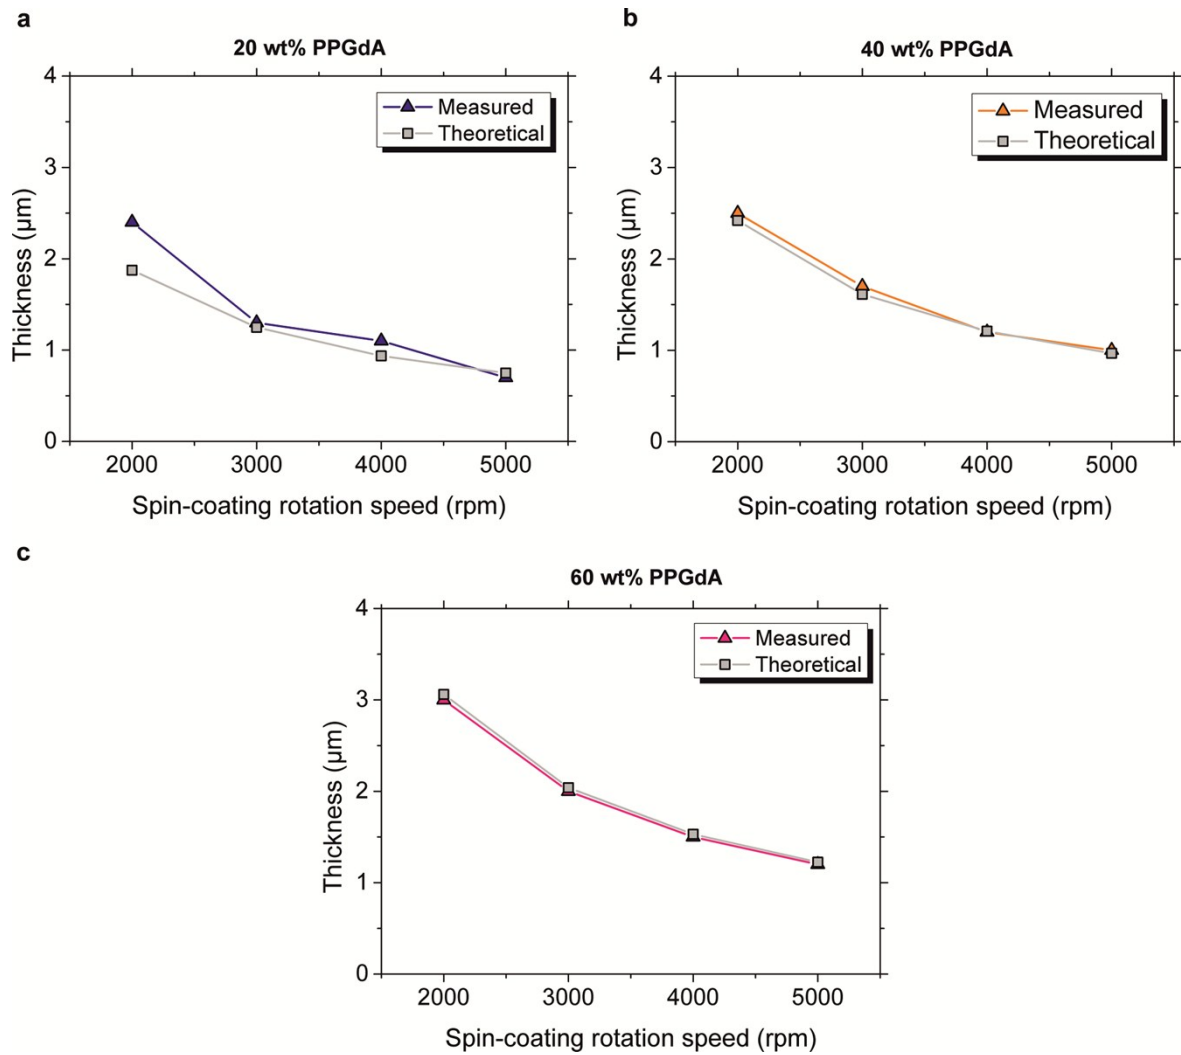 a
20 wt% PPGdA
4
3
2
1
0
Thickness (µm)
Measured
Theoretical
2000 3000 4000 5000
Spin-coating rotation speed (rpm)
b
40 wt% PPGdA
4
3
2
1
0
Thickness (µm)
Measured
Theoretical
2000 3000 4000 5000
Spin-coating rotation speed (rpm)
c
60 wt% PPGdA
4
3
2
1
0
Thickness (µm)
Measured
Theoretical
2000 3000 4000 5000
Spin-coating rotation speed (rpm)